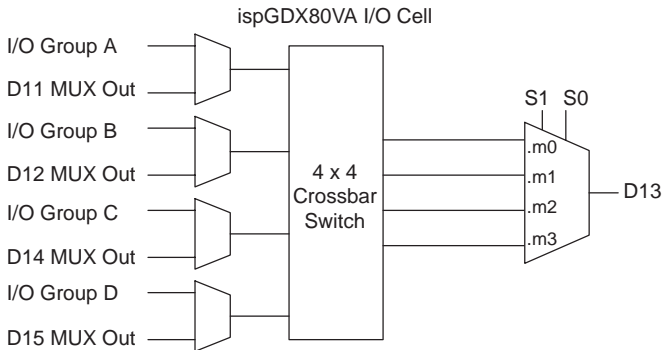 ispGDX80VA I/O Cell
I/O Group A
D11 MUX Out
I/O Group B
D12 MUX Out
I/O Group C
D14 MUX Out
I/O Group D
D15 MUX Out
4 x 4
Crossbar
Switch
S1 S0
.m0
.m1
.m2
.m3
D13